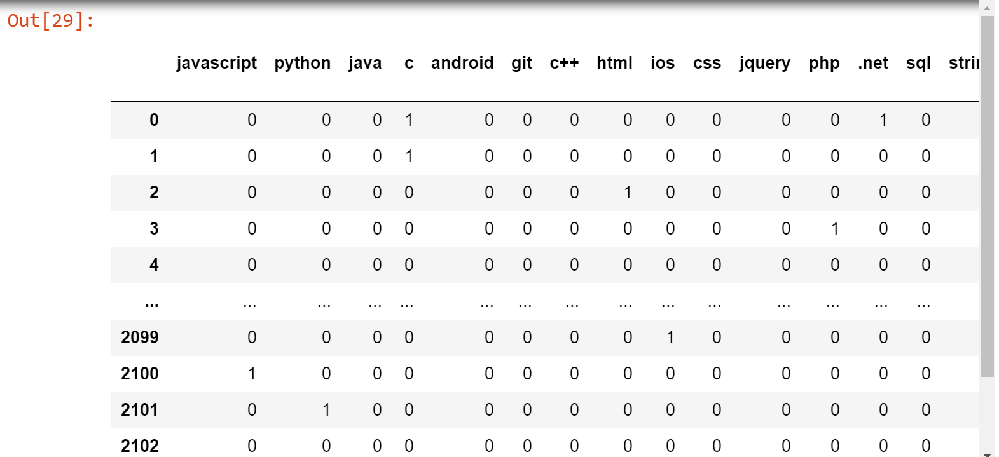 Out[29]:
javascript python java c android git c++ html ios css jquery php .net sql
0 0 0 0 1 0 0 0 0 0 0 0 0 1 0
1 0 0 0 1 0 0 0 0 0 0 0 0 0 0
2 0 0 0 0 0 0 0 1 0 0 0 0 0 0
3 0 0 0 0 0 0 0 0 0 0 0 1 0 0
4 0 0 0 0 0 0 0 0 0 0 0 0 0 0
... ... ... ... ... ... ... ... ... ... ... ... ... ... ...
2099 0 0 0 0 0 0 0 0 1 0 0 0 0 0
2100 1 0 0 0 0 0 0 0 0 0 0 0 0 0
2101 0 1 0 0 0 0 0 0 0 0 0 0 0 0
2102 0 0 0 0 0 0 0 0 0 0 0 0 0 0